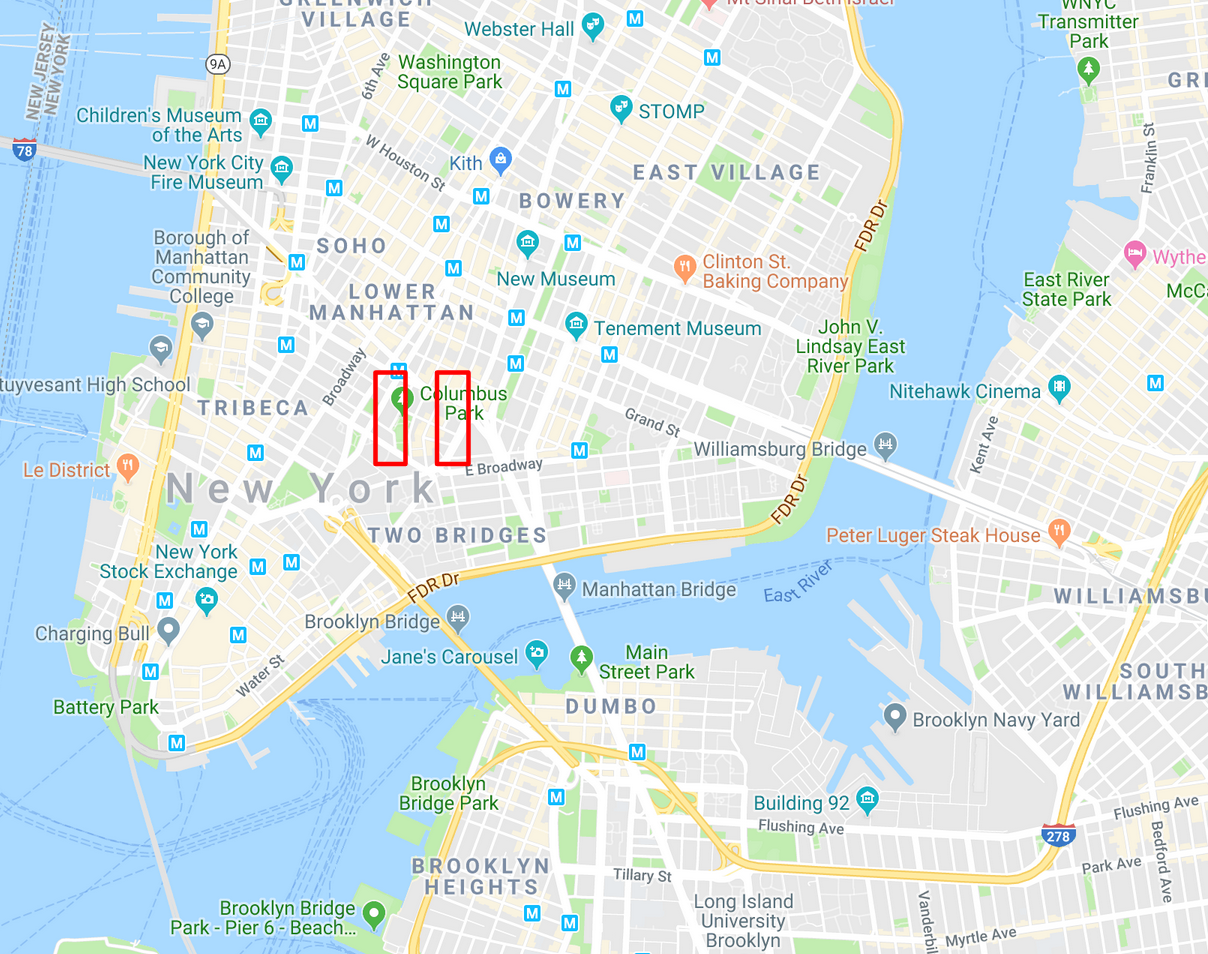 GREENWICH
VILLAGE
Mt Sinai Beth Israel
Webster Hall
WNYC
Transmitter
Park
NEW JERSEY
NEW YORK
9A
6th Ave
Washington
Square Park
GRE
Children's Museum
of the Arts
STOMP
78
W Houston St
New York City
Fire Museum
Kith
EAST VILLAGE
Franklin St
BOWERY
FDR Dr
SOHO
Borough of
Manhattan
Community
College
New Museum
Clinton St.
Baking Company
Wythe
East River
State Park
McCa
LOWER
MANHATTAN
Tenement Museum
John V.
Lindsay East
River Park
tuyvesant High School
Broadway
Columbus
Park
Nitehawk Cinema
TRIBECA
Grand St
Williamsburg Bridge
Kent Ave
Le District
E Broadway
New York
FDR Dr
TWO BRIDGES
Peter Luger Steak House
New York
Stock Exchange
FDR Dr
Manhattan Bridge
East River
WILLIAMSBU
Charging Bull
Brooklyn Bridge
Jane's Carousel
Main
Street Park
Water St
SOUTH
WILLIAMSB
Battery Park
DUMBO
Brooklyn Navy Yard
Brooklyn
Bridge Park
Building 92
Flushing Ave
Flushing Ave
278
BROOKLYN
HEIGHTS
Tillary St
Park Ave
Bedford Ave
Brooklyn Bridge
Park - Pier 6 - Beach...
Long Island
University
Brooklyn
Vanderbil
Myrtle Ave